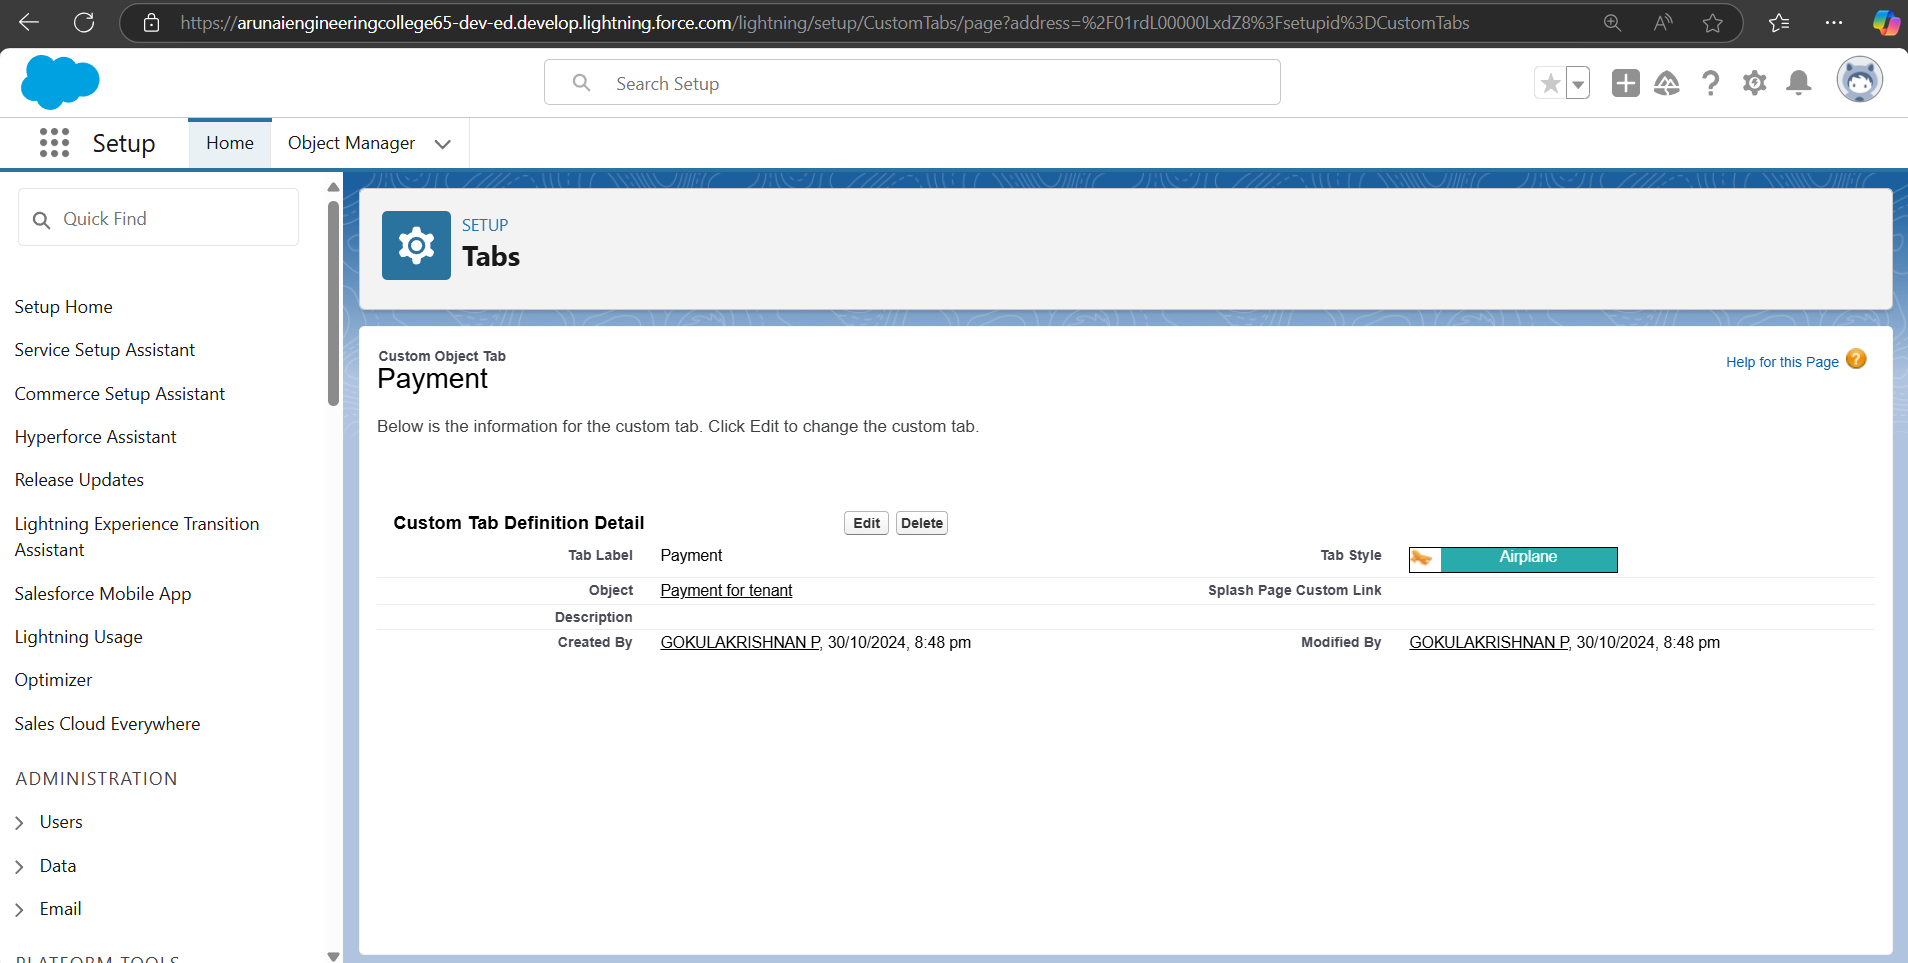 https://arunaiengineeringcollege65-dev-ed.develop.lightning.force.com/lightning/setup/CustomTabs/page?address=%2F01rdL00000LxdZ8%3Fsetupid%3DCustomTabs
Search Setup
Setup
Home
Object Manager
Quick Find
Setup Home
Service Setup Assistant
Commerce Setup Assistant
Hyperforce Assistant
Release Updates
Lightning Experience Transition
Assistant
Salesforce Mobile App
Lightning Usage
Optimizer
Sales Cloud Everywhere
ADMINISTRATION
Users
Data
Email
PLATFORM TOOLS
SETUP
Tabs
Custom Object Tab
Payment
Help for this Page
Below is the information for the custom tab. Click Edit to change the custom tab.
Custom Tab Definition Detail
Edit
Delete
Tab Label Payment
Tab Style Airplane
Object Payment for tenant
Splash Page Custom Link
Description
Created By GOKULAKRISHNAN P, 30/10/2024, 8:48 pm
Modified By GOKULAKRISHNAN P, 30/10/2024, 8:48 pm